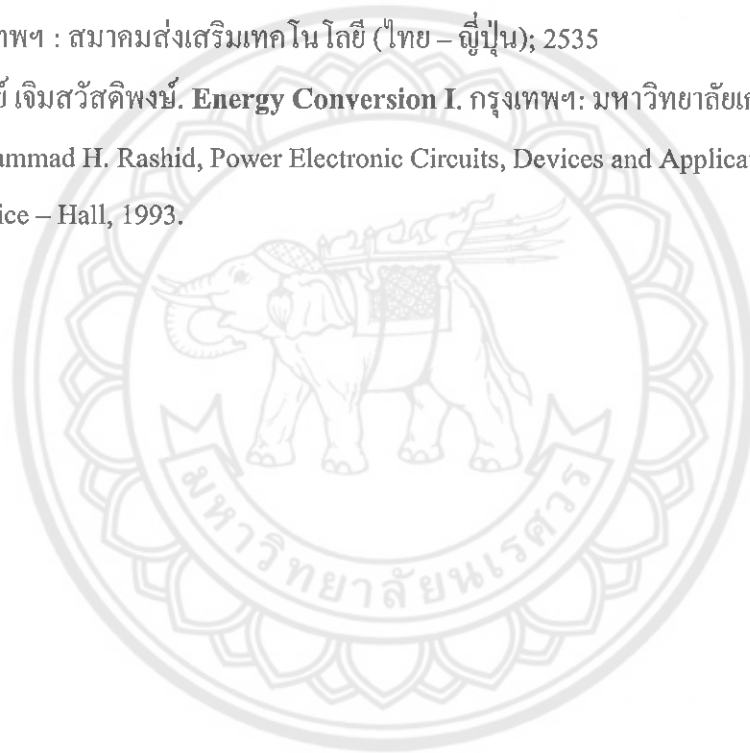 ทพฯ : สมาคมส่งเสริมเทคโนโลยี (ไทย – ญี่ปุ่น); 2535
ย์ เจิมสวัสดิพงษ์. Energy Conversion I. กรุงเทพฯ: มหาวิทยาลัยเก
ammad H. Rashid, Power Electronic Circuits, Devices and Applica
ice – Hall, 1993.
มหาวิทยาลัยนเรศวร